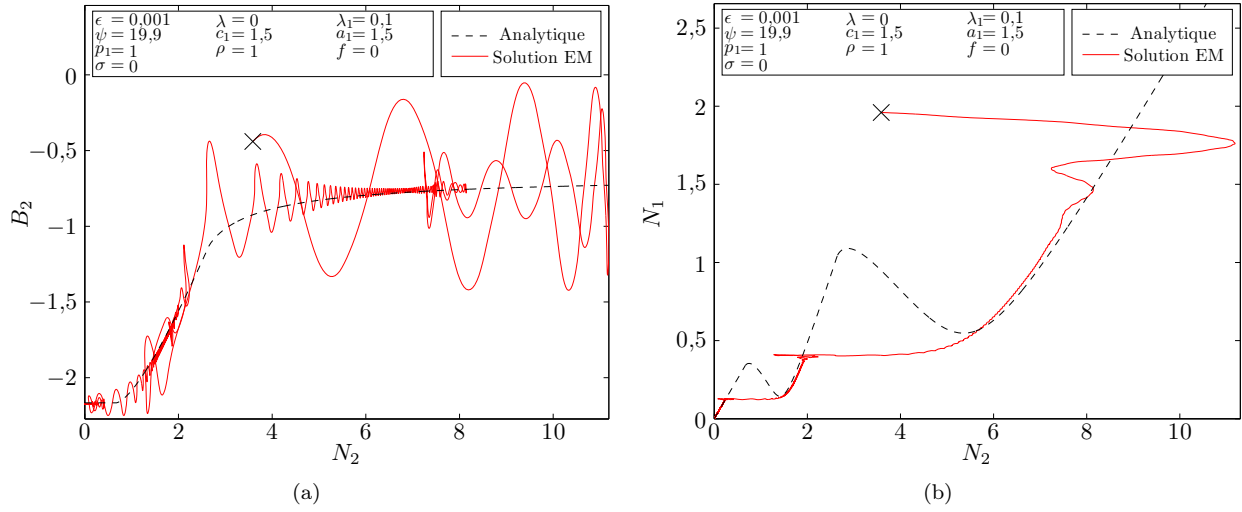 ϵ = 0,001 λ = 0 λ1 = 0,1
ψ = 19,9 c1 = 1,5 a1 = 1,5
p1 = 1 ρ = 1 f = 0
σ = 0
Analytique
Solution EM
0
−0,5
−1
−1,5
−2
B2
0 2 4 6 8 10
N2
(a)
ϵ = 0,001 λ = 0 λ1 = 0,1
ψ = 19,9 c1 = 1,5 a1 = 1,5
p1 = 1 ρ = 1 f = 0
σ = 0
Analytique
Solution EM
2,5
2
1,5
1
0,5
0
N1
0 2 4 6 8 10
N2
(b)